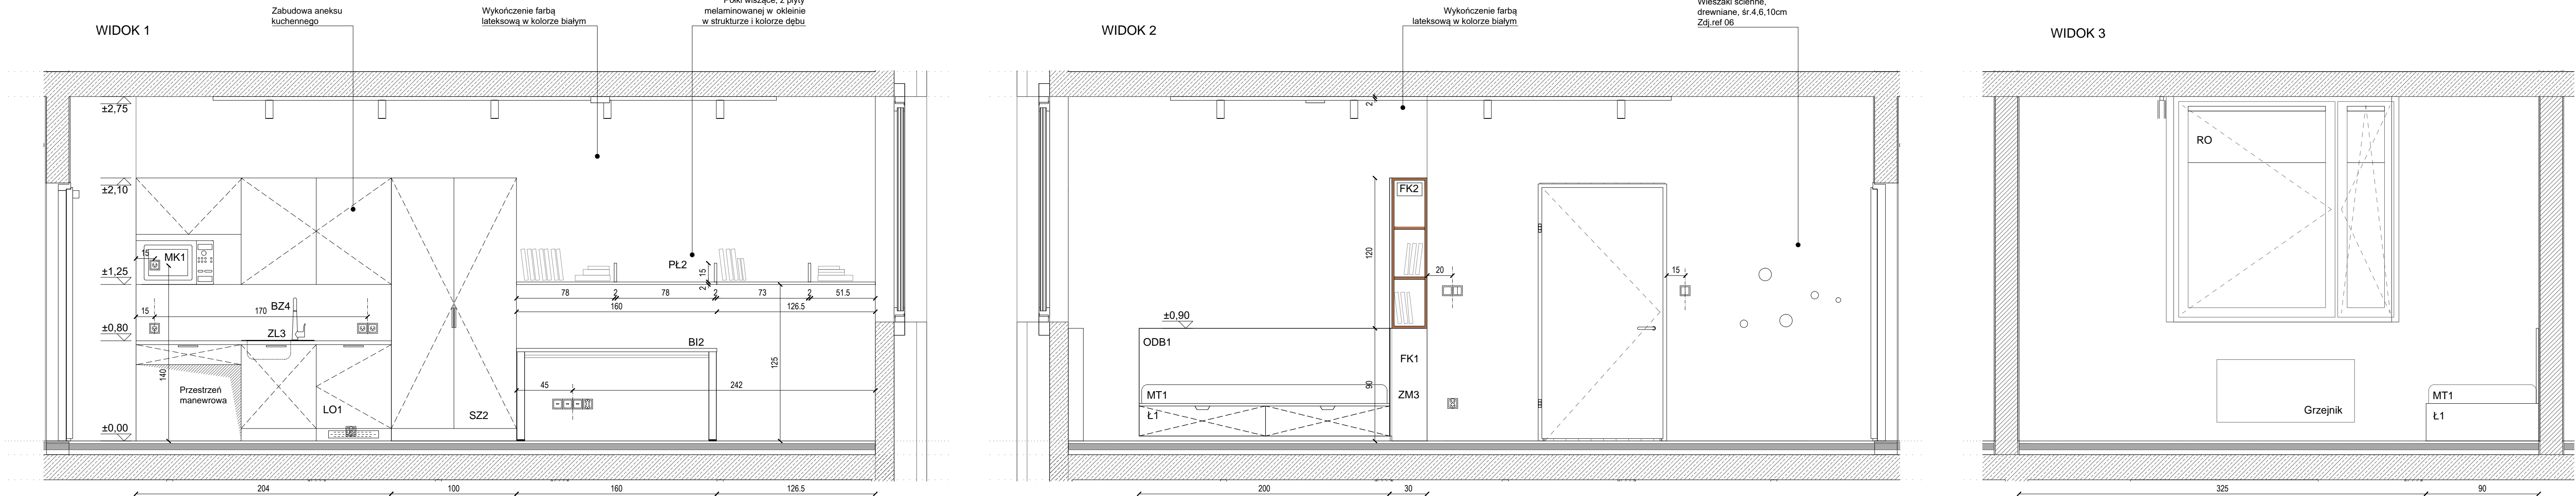 WIDOK 1
Zabudowa aneksu
kuchennego
Wykończenie farbą
lateksową w kolorze białym
Półki wiszące, z płyty
melaminowanej w okleinie
w strukturze i kolorze dębu
±2,75
±2,10
±1,25
±0,80
±0,00
15
MK1
BZ4
15
170
ZL3
140
Przestrzeń
manewrowa
LO1
SZ2
PŁ2
15
2
78
2
78
2
73
2
51.5
160
126.5
BI2
125
45
242
204
100
160
126.5
WIDOK 2
Wykończenie farbą
lateksową w kolorze białym
Wieszaki ścienne,
drewniane, śr.4,6,10cm
Zdj.ref 06
2
FK2
120
20
15
±0,90
ODB1
FK1
90
MT1
ZM3
Ł1
200
30
WIDOK 3
RO
Grzejnik
MT1
Ł1
325
90